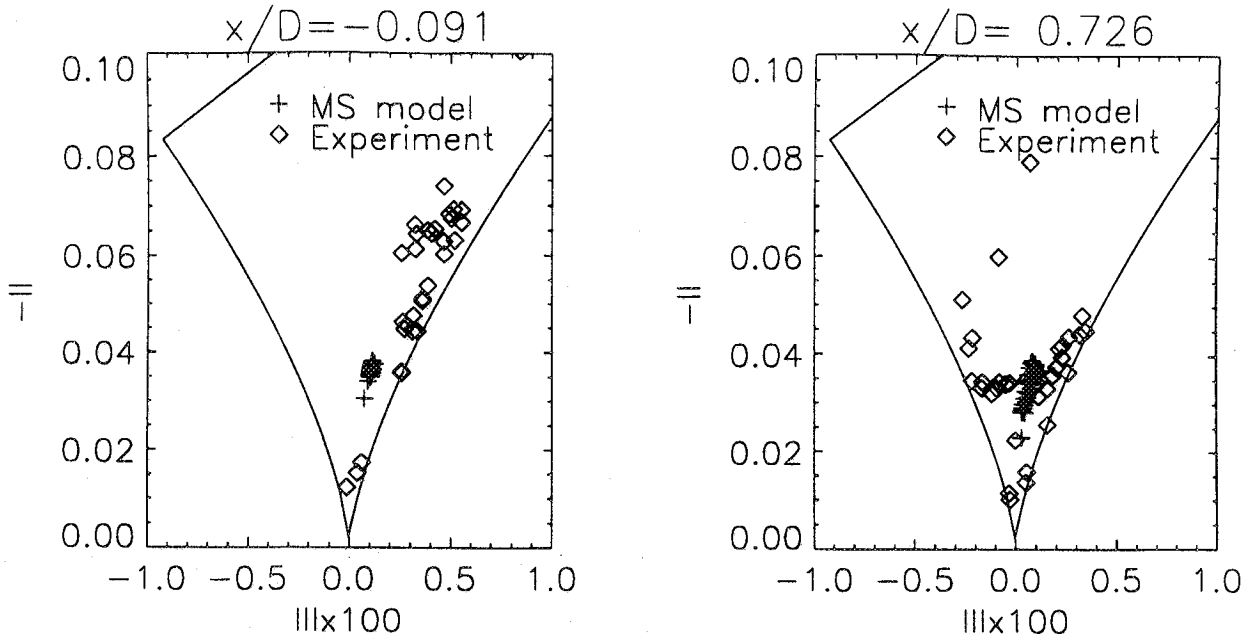 x/D=-0.091
0.10
0.08
0.06
0.04
0.02
0.00
-II
+ MS model
◇ Experiment
-1.0 -0.5 0.0 0.5 1.0
IIIx100
x/D= 0.726
0.10
0.08
0.06
0.04
0.02
0.00
-II
+ MS model
◇ Experiment
-1.0 -0.5 0.0 0.5 1.0
IIIx100